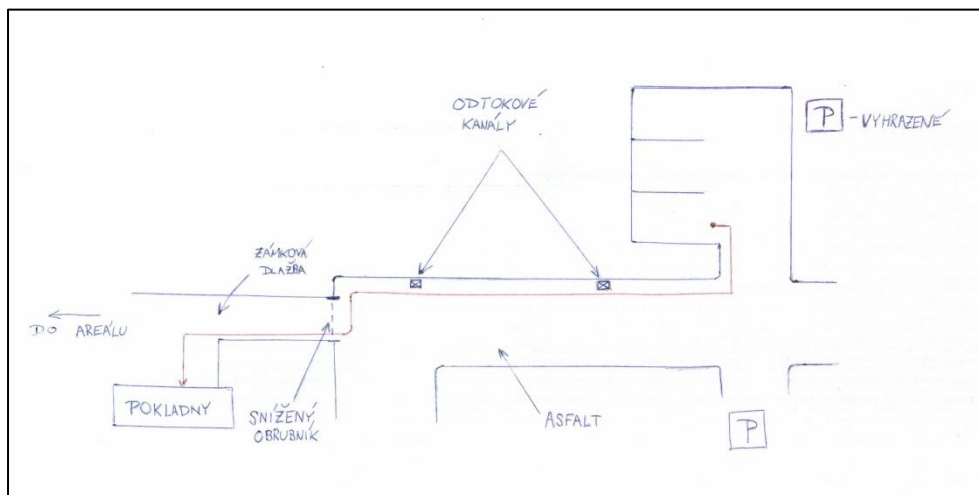 ODTOKOVÉ
KANÁLY
P - VYHRAZENÉ
ZÁMKOVÁ
DLAŽBA
DO AREÁLU
POKLADNY
SNÍŽENÝ
OBRUBNÍK
ASFALT
P